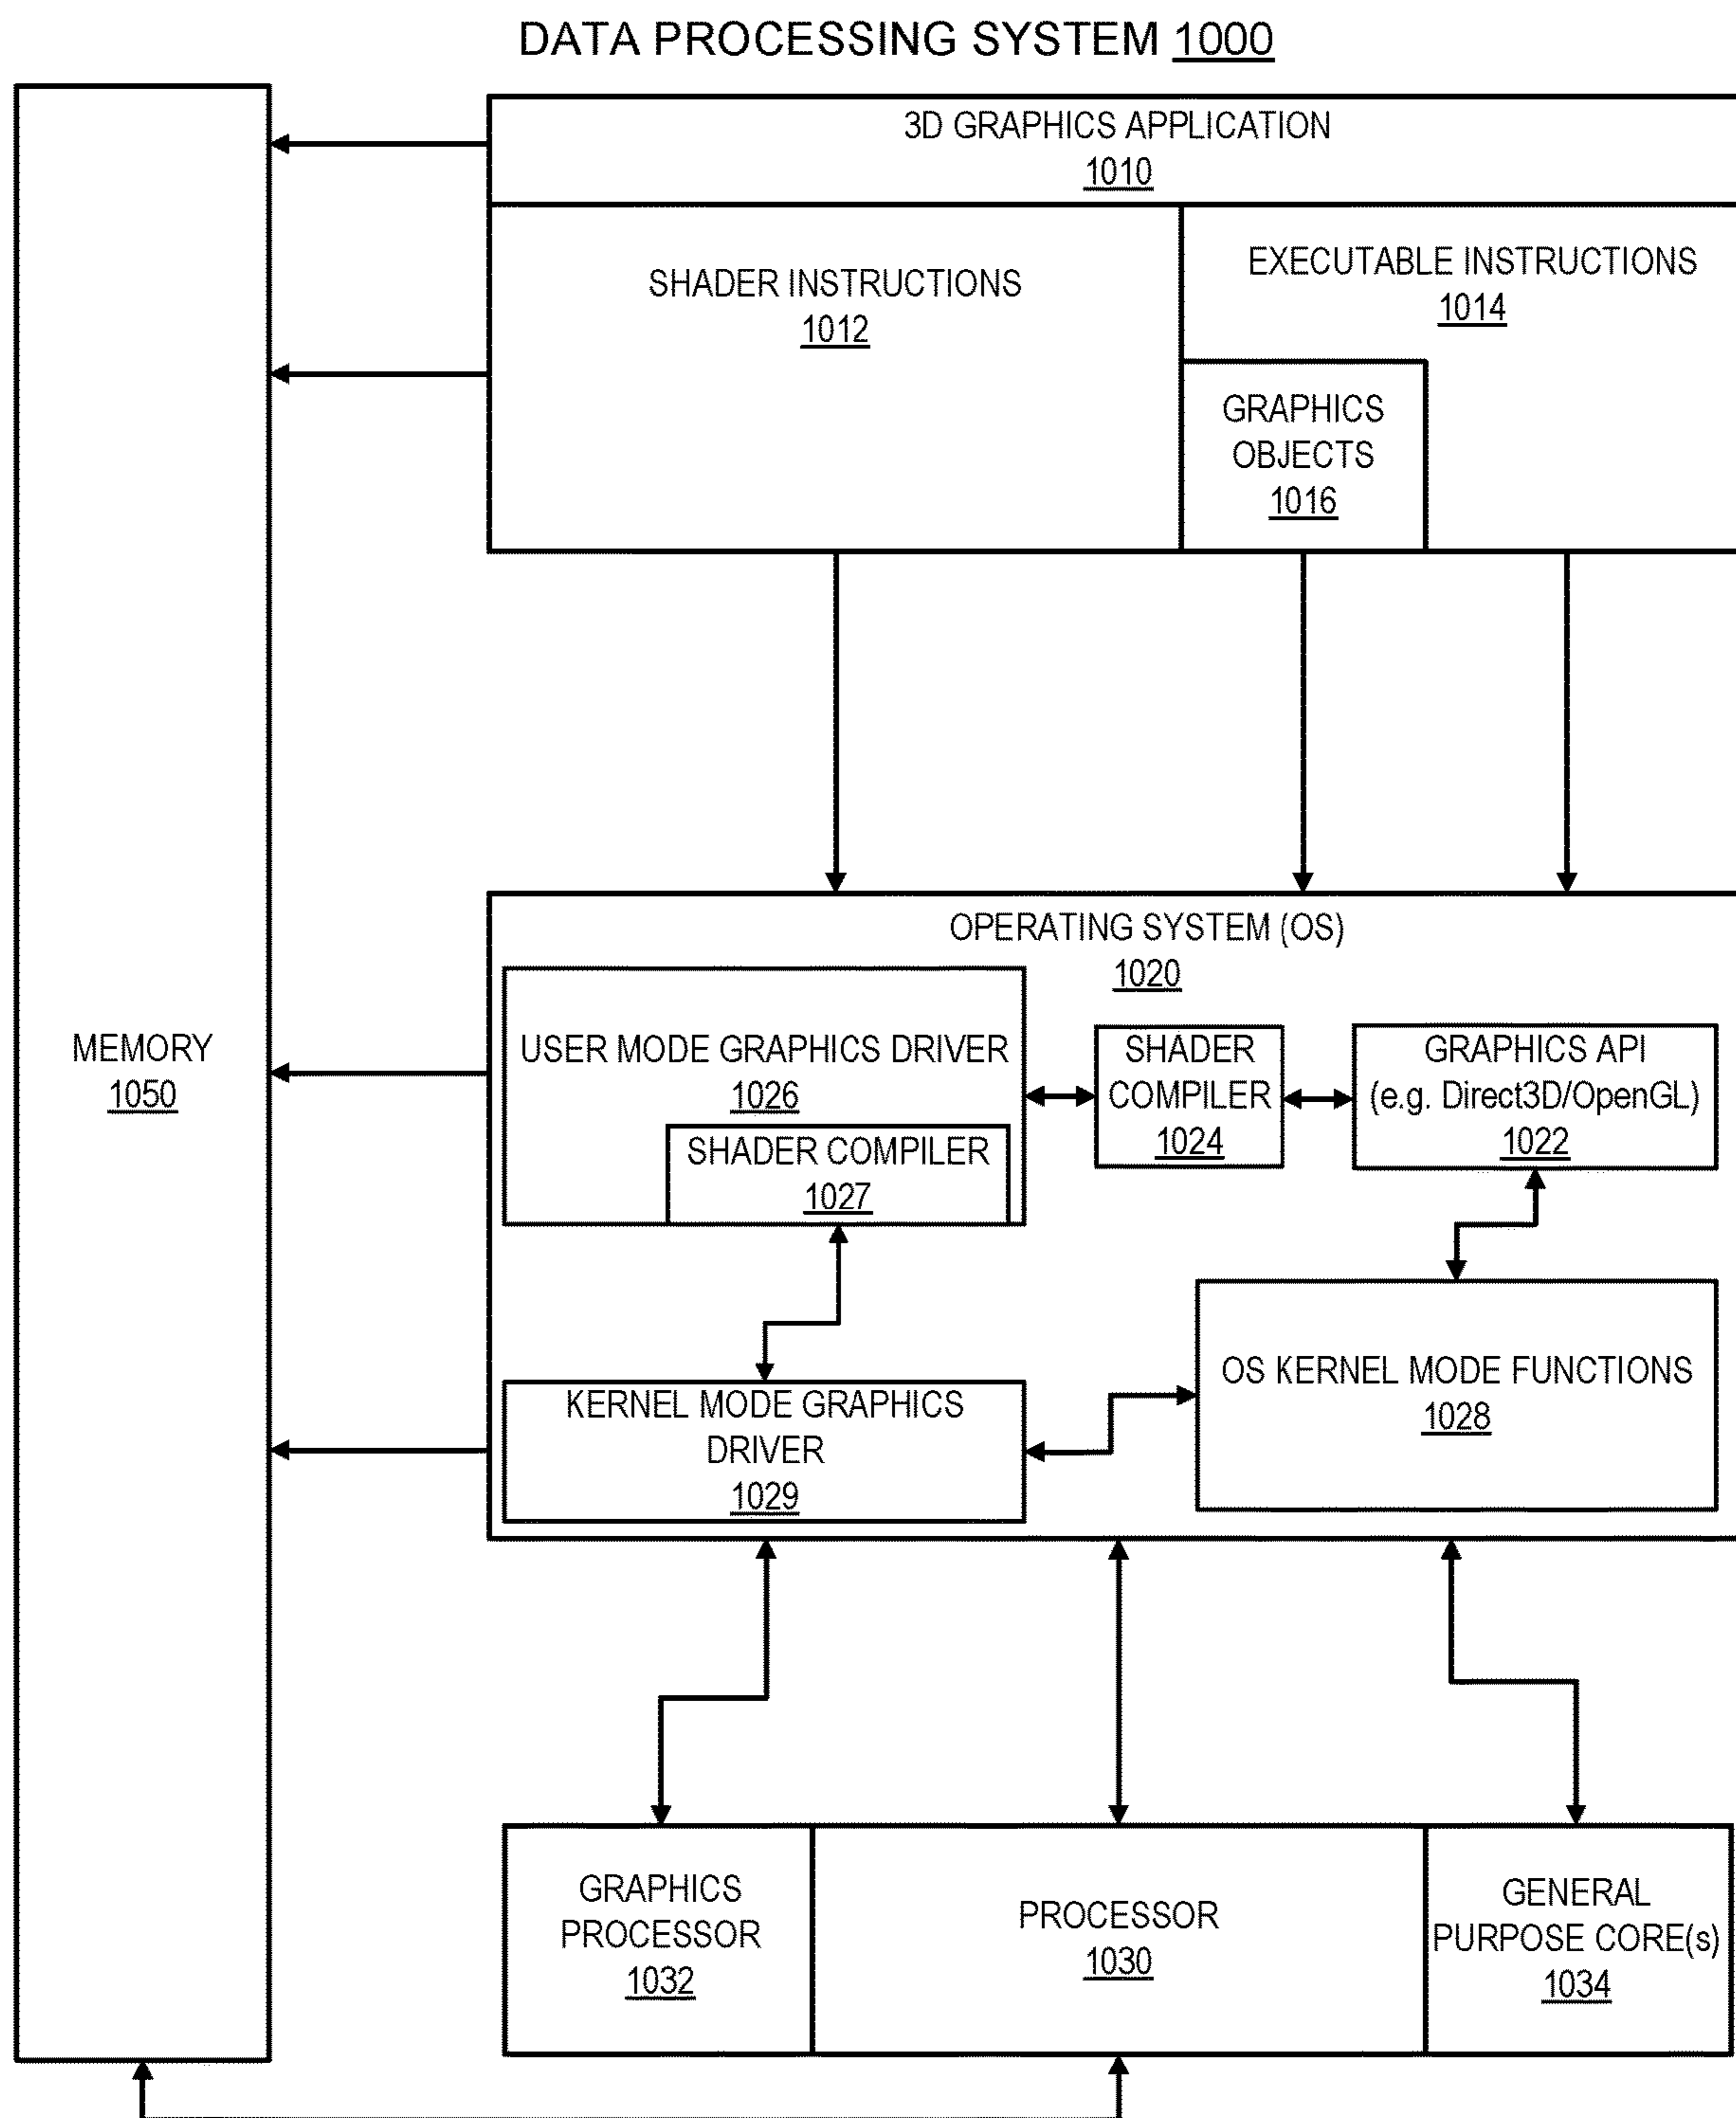 DATA PROCESSING SYSTEM 1000
3D GRAPHICS APPLICATION
1010
SHADER INSTRUCTIONS
1012
EXECUTABLE INSTRUCTIONS
1014
GRAPHICS
OBJECTS
1016
MEMORY
1050
OPERATING SYSTEM (OS)
1020
USER MODE GRAPHICS DRIVER
1026
SHADER COMPILER
1027
SHADER
COMPILER
1024
GRAPHICS API
(e.g. Direct3D/OpenGL)
1022
KERNEL MODE GRAPHICS
DRIVER
1029
OS KERNEL MODE FUNCTIONS
1028
GRAPHICS
PROCESSOR
1032
PROCESSOR
1030
GENERAL
PURPOSE CORE(s)
1034